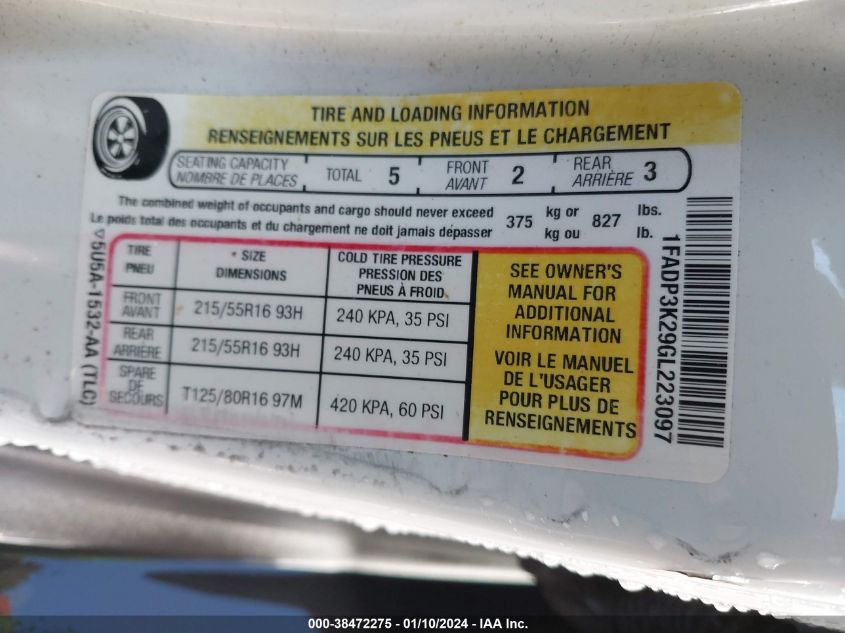 TIRE AND LOADING INFORMATION
RENSEIGNEMENTS SUR LES PNEUS ET LE CHARGEMENT
SEATING CAPACITY
NOMBRE DE PLACES
TOTAL 5
FRONT
AVANT 2
REAR
ARRIÈRE 3
The combined weight of occupants and cargo should never exceed 375 kg or 827 lbs.
Le poids total des occupants et du chargement ne doit jamais dépasser kg ou lb.
TIRE
PNEU
* SIZE
DIMENSIONS
COLD TIRE PRESSURE
PRESSION DES
PNEUS À FROID
FRONT
AVANT
215/55R16 93H
240 KPA, 35 PSI
REAR
ARRIÈRE
215/55R16 93H
240 KPA, 35 PSI
SPARE
DE
SECOURS
T125/80R16 97M
420 KPA, 60 PSI
SEE OWNER'S
MANUAL FOR
ADDITIONAL
INFORMATION
VOIR LE MANUEL
DE L'USAGER
POUR PLUS DE
RENSEIGNEMENTS
▽5U5A-1532-AA (TLC)
1FADP3K29GL223097
000-38472275 - 01/10/2024 - IAA Inc.